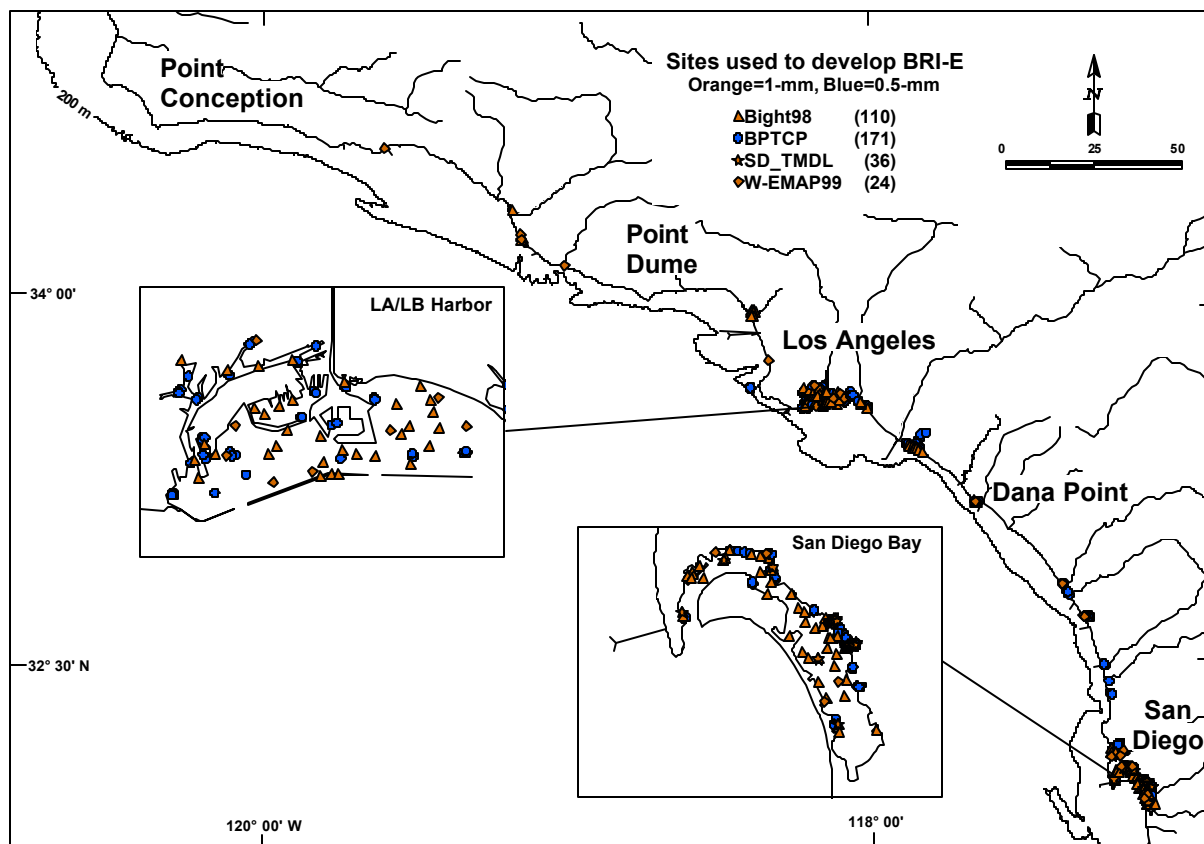 Point
Conception
200 m
Sites used to develop BRI-E
Orange=1-mm, Blue=0.5-mm
Bight98 (110)
BPTCP (171)
SD_TMDL (36)
W-EMAP99 (24)
N
0 25 50
Point
Dume
34° 00'
LA/LB Harbor
Los Angeles
Dana Point
San Diego Bay
32° 30' N
San
Diego
120° 00' W
118° 00'